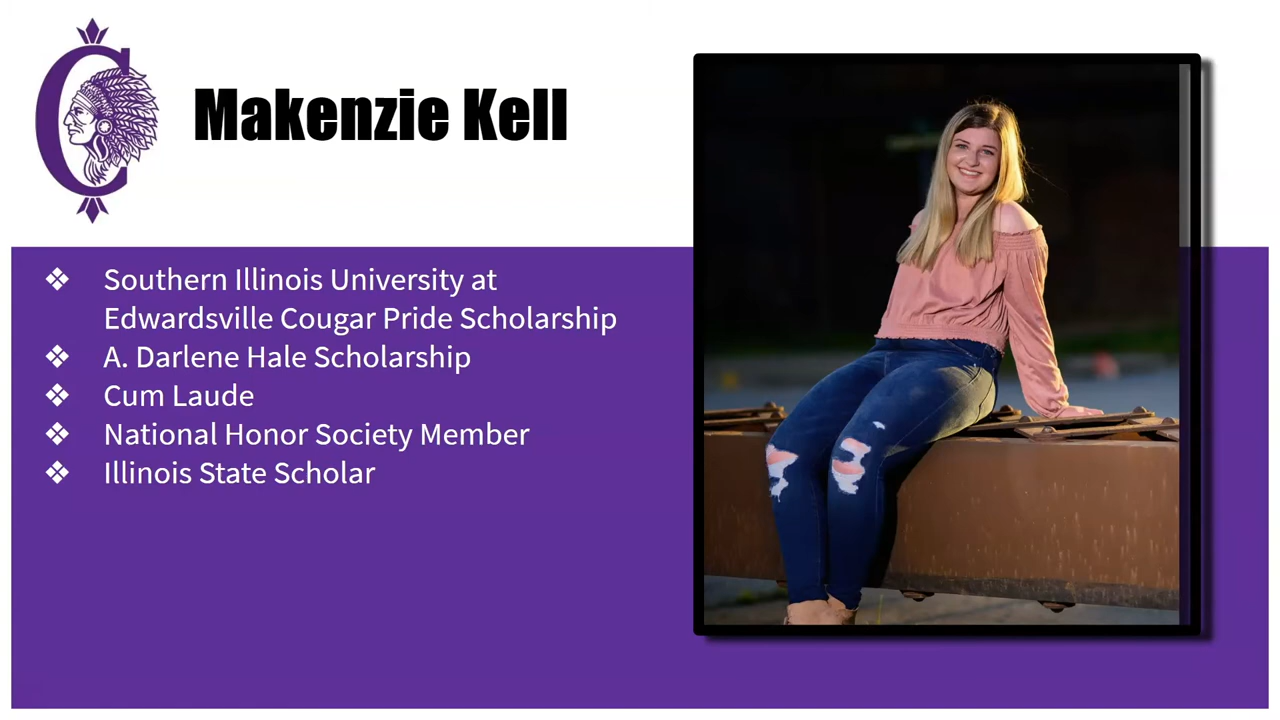 Makenzie Kell
❖ Southern Illinois University at
Edwardsville Cougar Pride Scholarship
❖ A. Darlene Hale Scholarship
❖ Cum Laude
❖ National Honor Society Member
❖ Illinois State Scholar